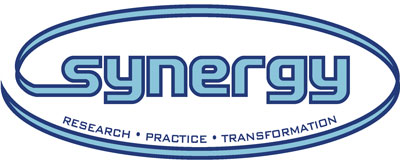 synergy
RESEARCH • PRACTICE • TRANSFORMATION